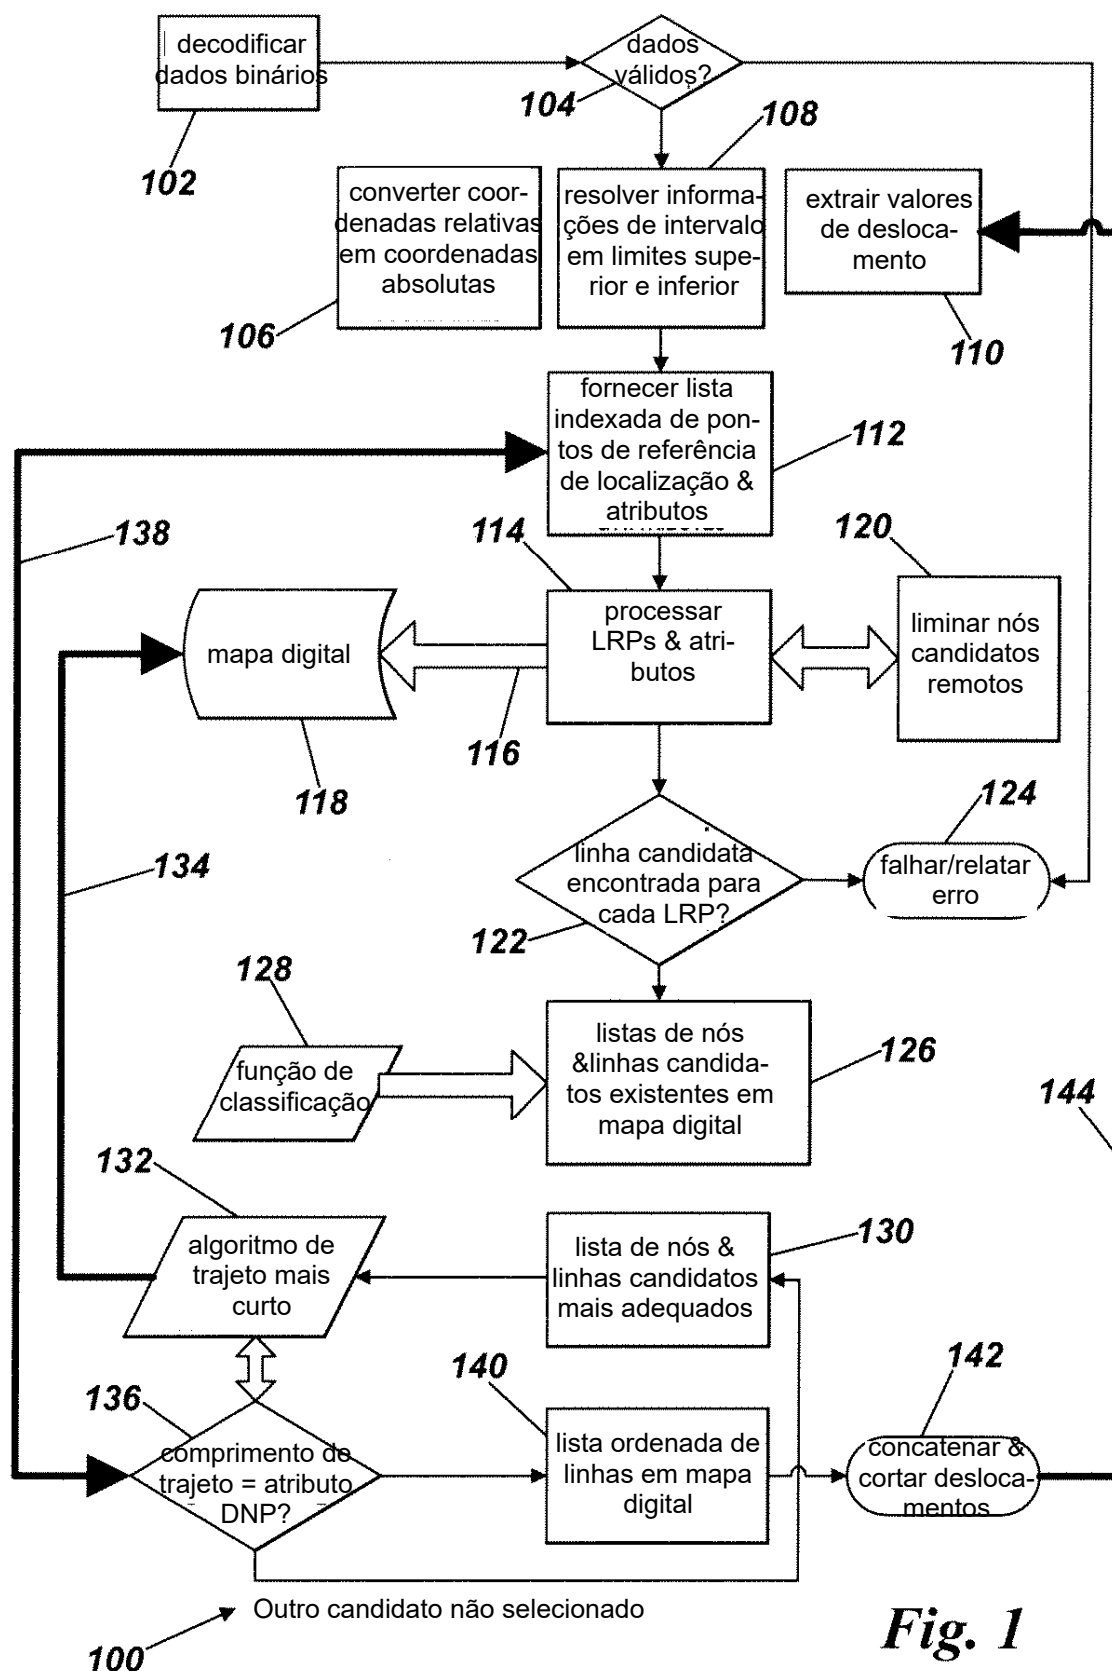 decodificar
dados binários
102
dados
válidos?
104
108
converter coor-
denadas relativas
em coordenadas
absolutas
106
resolver informa-
ções de intervalo
em limites supe-
rior e inferior
extrair valores
de desloca-
mento
110
fornecer lista
indexada de pon-
tos de referência
de localização &
atributos
112
138
114
120
mapa digital
118
116
processar
LRPs & atri-
butos
liminar nós
candidatos
remotos
134
linha candidata
encontrada para
cada LRP?
122
124
falhar/relatar
erro
128
função de
classificação
listas de nós
&linhas candida-
tos existentes em
mapa digital
126
144
132
algoritmo de
trajeto mais
curto
lista de nós &
linhas candidatos
mais adequados
130
136
comprimento de
trajeto = atributo
DNP?
140
lista ordenada de
linhas em mapa
digital
142
concatenar &
cortar desloca-
mentos
Outro candidato não selecionado
100
Fig. 1